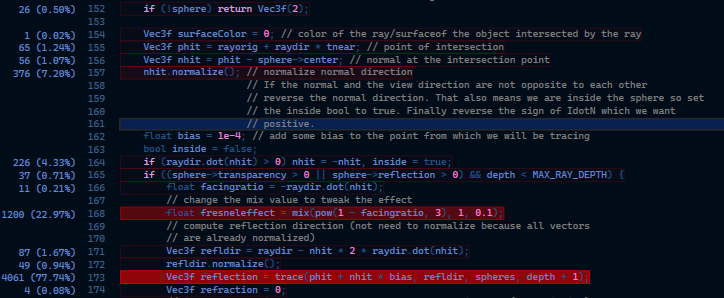 26 (0.50%) 152 if (!sphere) return Vec3f(2);
153
1 (0.02%) 154 Vec3f surfaceColor = 0; // color of the ray/surfaceof the object intersected by the ray
65 (1.24%) 155 Vec3f phit = rayorig + raydir * tnear; // point of intersection
56 (1.07%) 156 Vec3f nhit = phit - sphere->center; // normal at the intersection point
376 (7.20%) 157 nhit.normalize(); // normalize normal direction
158 // If the normal and the view direction are not opposite to each other
159 // reverse the normal direction. That also means we are inside the sphere so set
160 // the inside bool to true. Finally reverse the sign of IdotN which we want
161 // positive.
162 float bias = 1e-4; // add some bias to the point from which we will be tracing
163 bool inside = false;
226 (4.33%) 164 if (raydir.dot(nhit) > 0) nhit = -nhit, inside = true;
37 (0.71%) 165 if ((sphere->transparency > 0 || sphere->reflection > 0) && depth < MAX_RAY_DEPTH) {
11 (0.21%) 166 float facingratio = -raydir.dot(nhit);
167 // change the mix value to tweak the effect
1200 (22.97%) 168 float fresneleffect = mix(pow(1 - facingratio, 3), 1, 0.1);
169 // compute reflection direction (not need to normalize because all vectors
170 // are already normalized)
87 (1.67%) 171 Vec3f refldir = raydir - nhit * 2 * raydir.dot(nhit);
49 (0.94%) 172 refldir.normalize();
4061 (77.74%) 173 Vec3f reflection = trace(phit + nhit * bias, refldir, spheres, depth + 1);
4 (0.08%) 174 Vec3f refraction = 0;